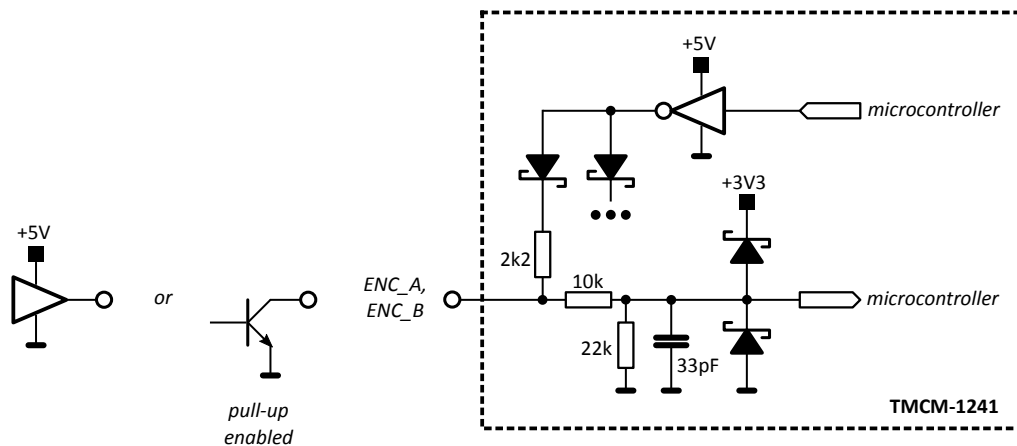 +5V
microcontroller
+3V3
+5V
2k2
or
ENC_A,
ENC_B
10k
microcontroller
22k
33pF
pull-up
enabled
TMCM-1241